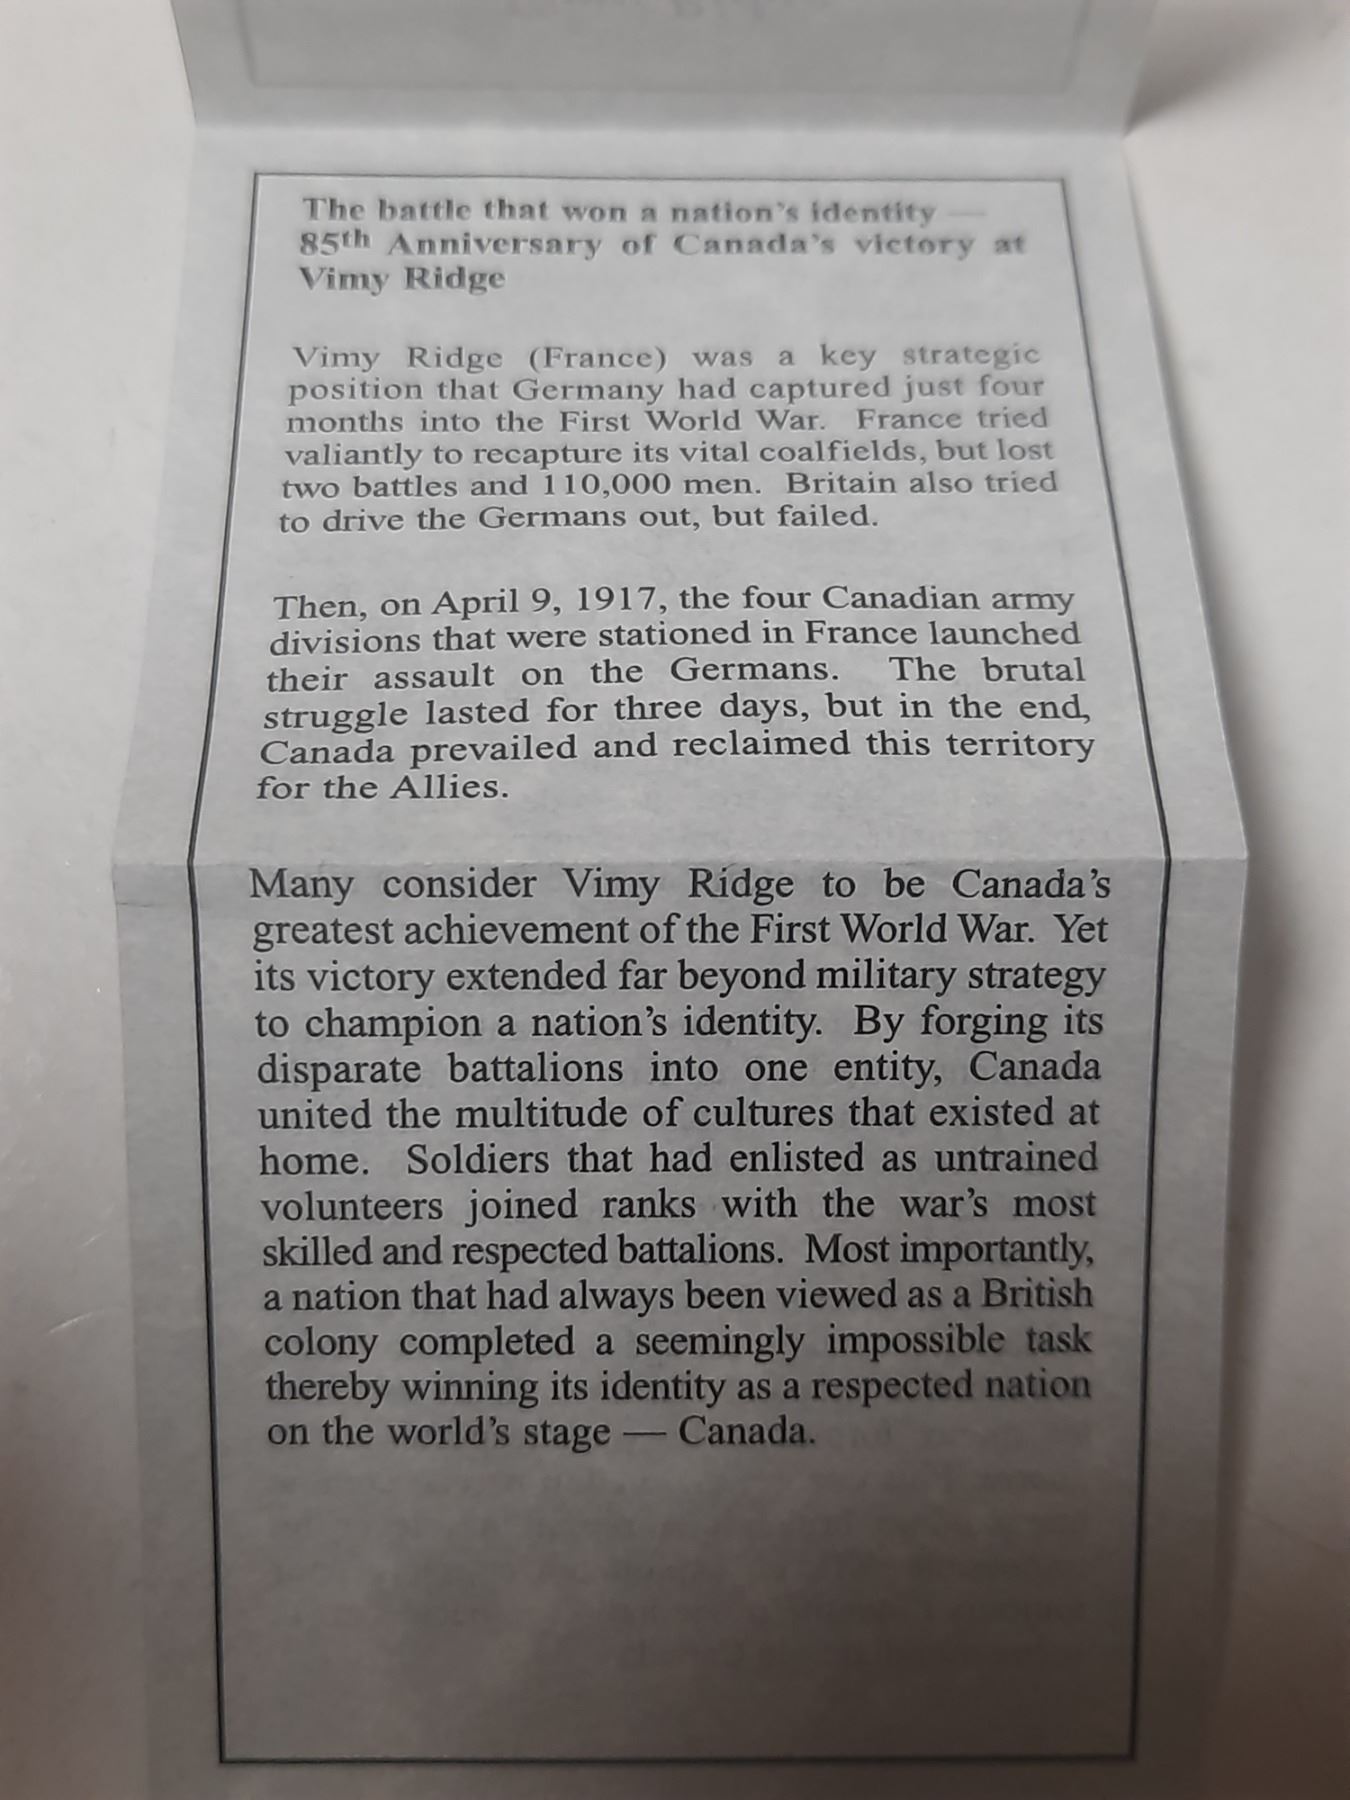 The battle that won a nation's identity —
85th Anniversary of Canada's victory at
Vimy Ridge
Vimy Ridge (France) was a key strategic
position that Germany had captured just four
months into the First World War. France tried
valiantly to recapture its vital coalfields, but lost
two battles and 110,000 men. Britain also tried
to drive the Germans out, but failed.
Then, on April 9, 1917, the four Canadian army
divisions that were stationed in France launched
their assault on the Germans. The brutal
struggle lasted for three days, but in the end,
Canada prevailed and reclaimed this territory
for the Allies.
Many consider Vimy Ridge to be Canada's
greatest achievement of the First World War. Yet
its victory extended far beyond military strategy
to champion a nation's identity. By forging its
disparate battalions into one entity, Canada
united the multitude of cultures that existed at
home. Soldiers that had enlisted as untrained
volunteers joined ranks with the war's most
skilled and respected battalions. Most importantly,
a nation that had always been viewed as a British
colony completed a seemingly impossible task
thereby winning its identity as a respected nation
on the world's stage — Canada.